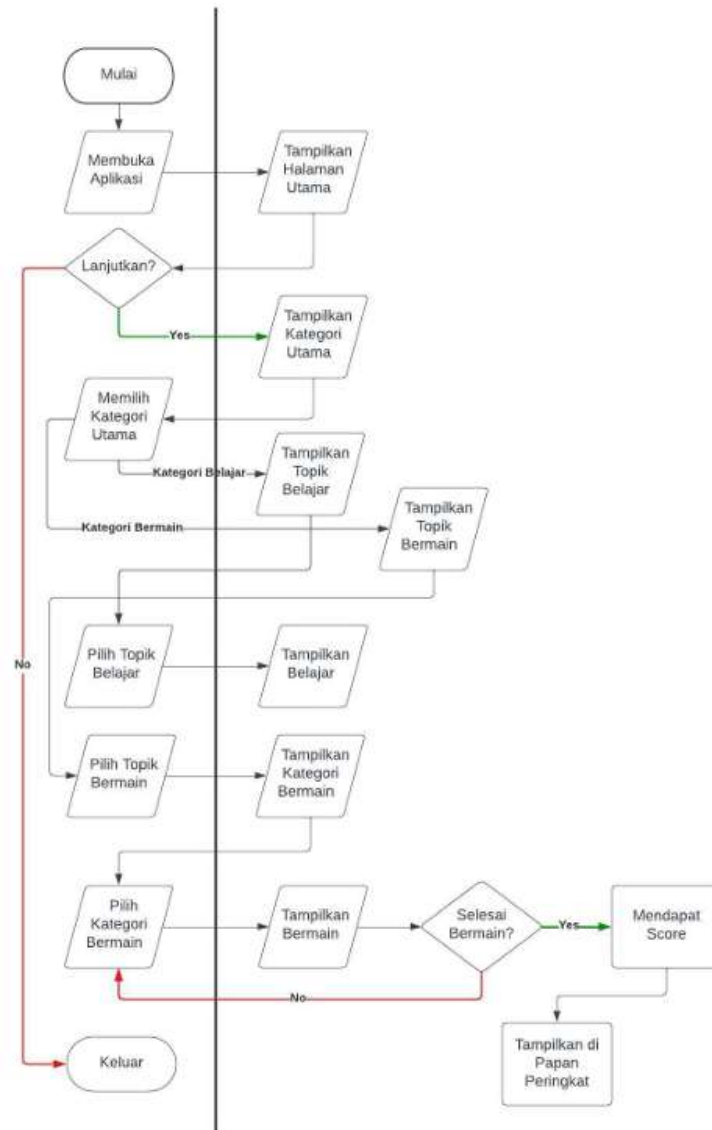 Mulai
Membuka
Aplikasi
Tampilkan
Halaman
Utama
Lanjutkan?
Yes
Tampilkan
Kategori
Utama
Memilih
Kategori
Utama
Kategori Belajar
Tampilkan
Topik
Belajar
Kategori Bermain
Tampilkan
Topik
Bermain
No
Pilih Topik
Belajar
Tampilkan
Belajar
Pilih Topik
Bermain
Tampilkan
Kategori
Bermain
Pilih
Kategori
Bermain
Tampilkan
Bermain
Selesai
Bermain?
Yes
Mendapat
Score
No
Tampilkan di
Papan
Peringkat
Keluar